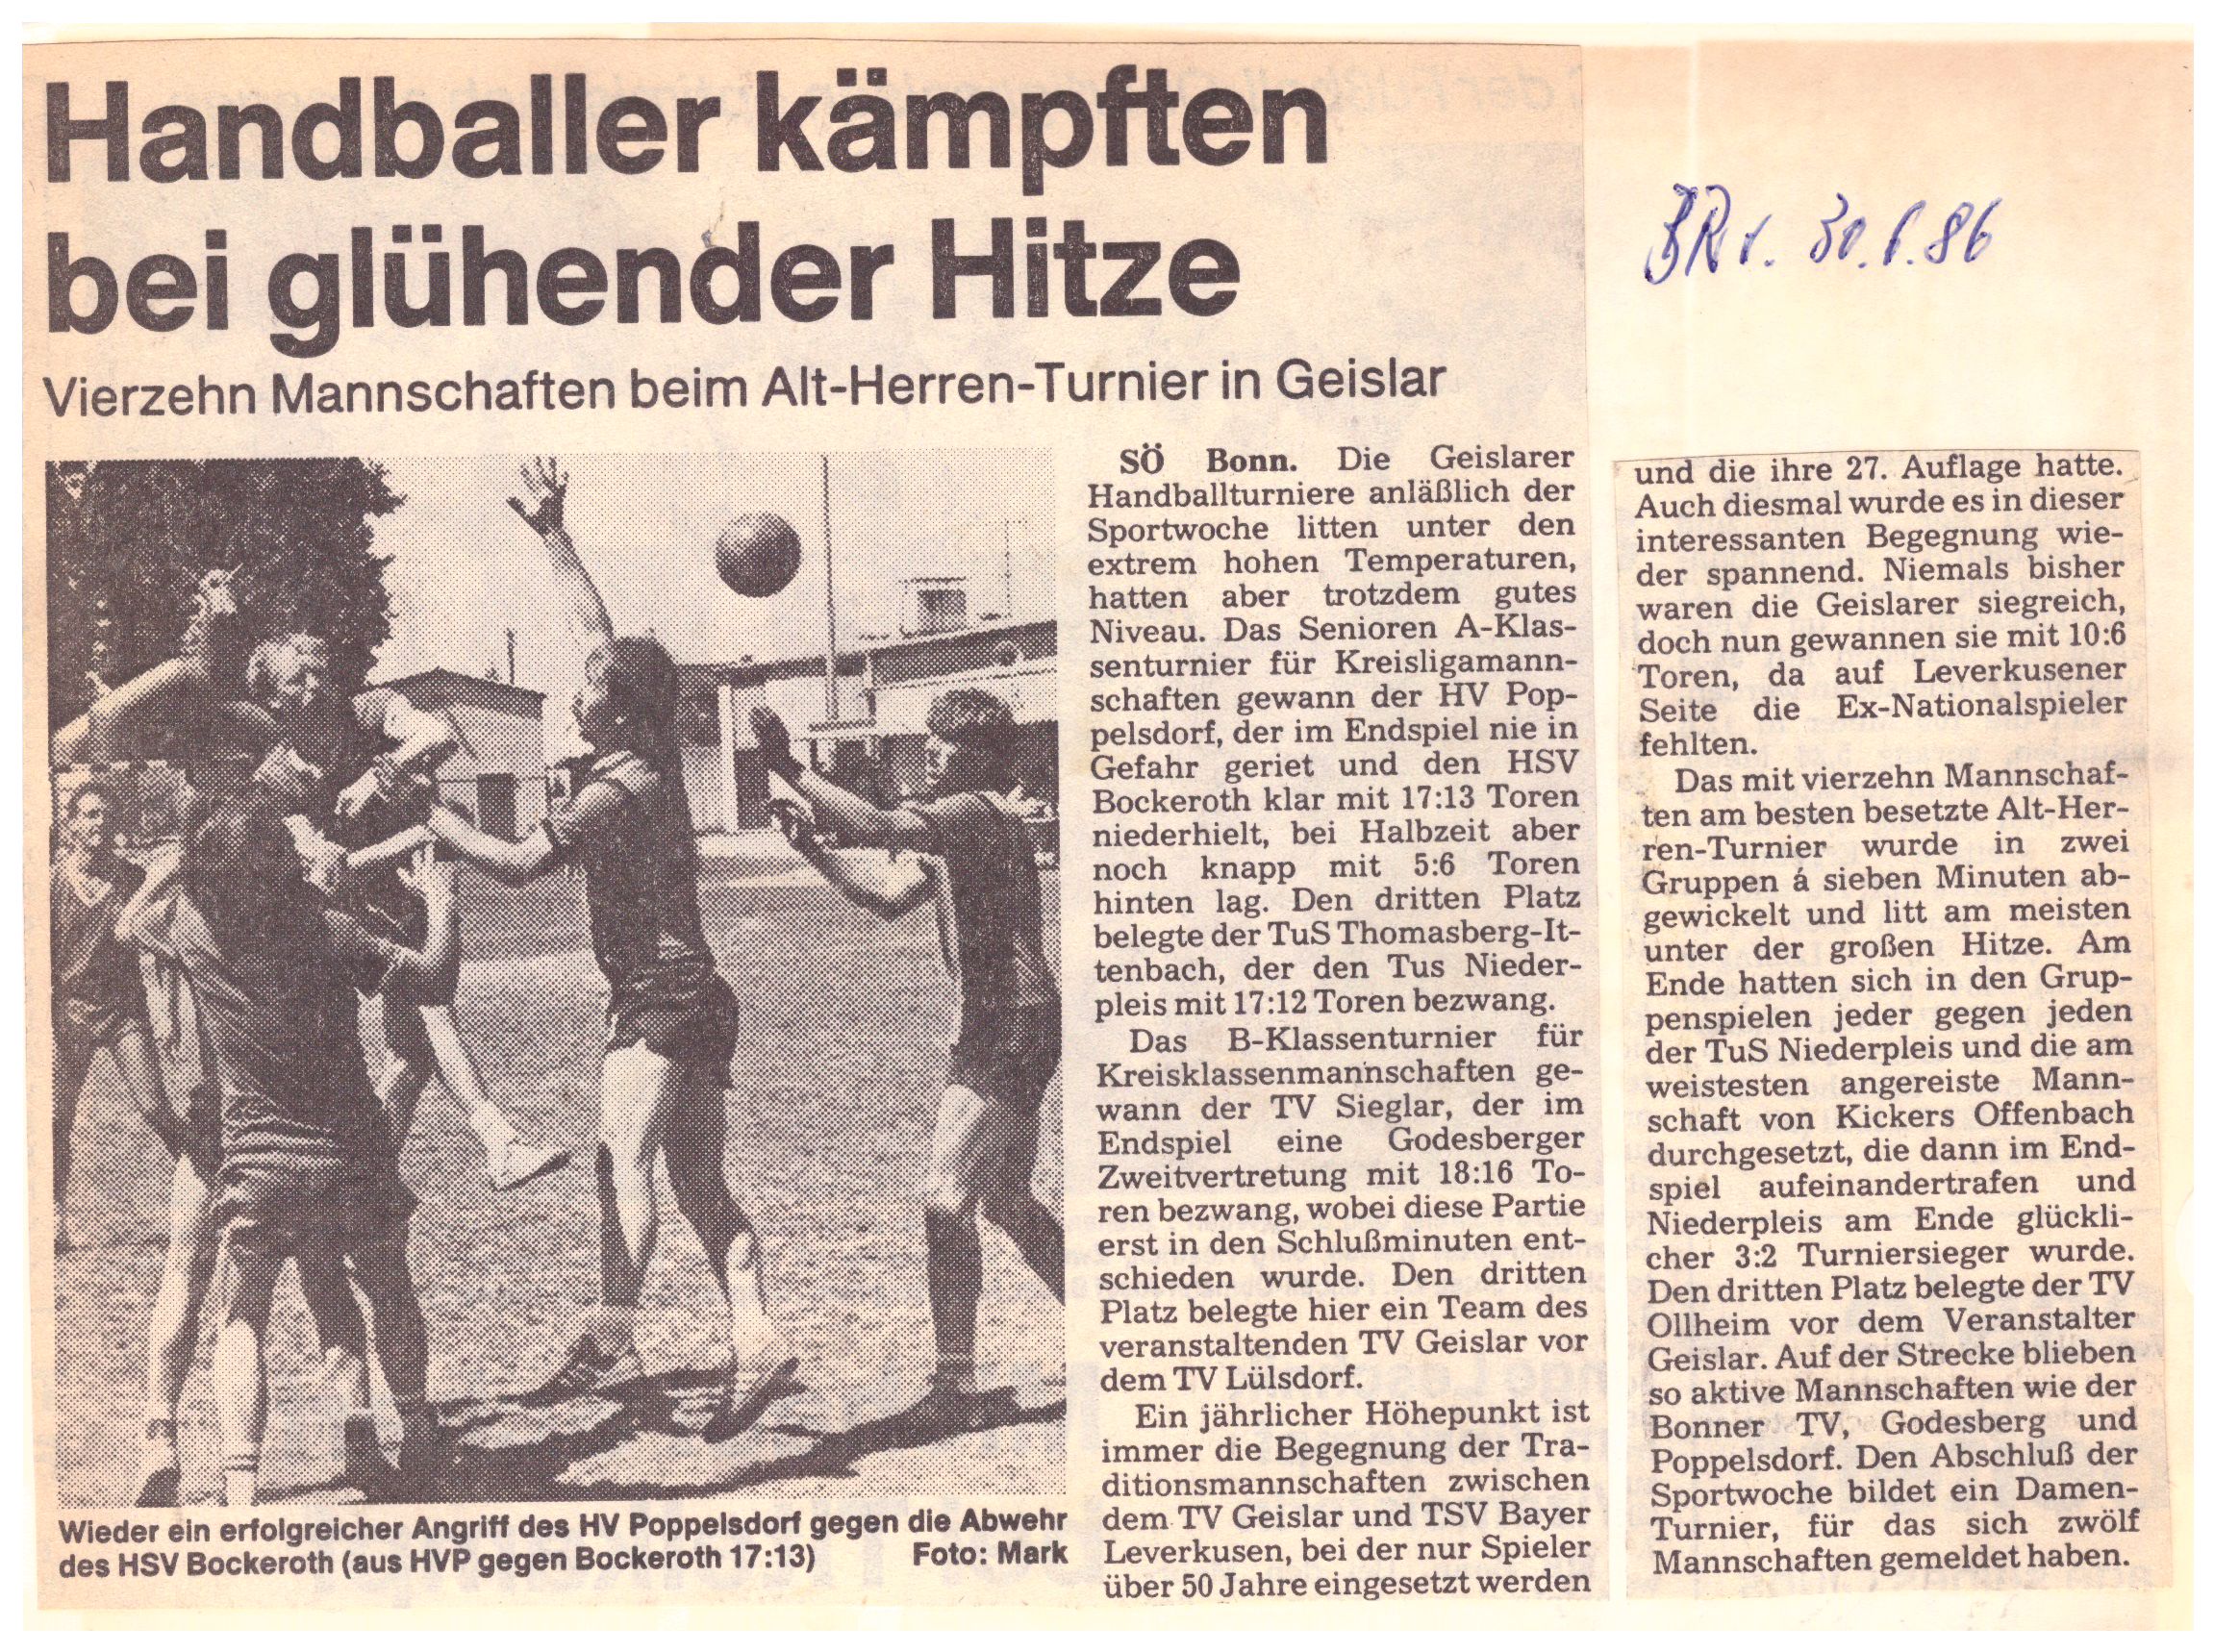 Handballer kämpften
bei glühender Hitze
Vierzehn Mannschaften beim Alt-Herren-Turnier in Geislar
30.6.86
SÖ Bonn. Die Geislarer
Handballturniere anläßlich der
Sportwoche litten unter den
extrem hohen Temperaturen,
hatten aber trotzdem gutes
Niveau. Das Senioren A-Klas-
senturnier für Kreisligamann-
schaften gewann der HV Pop-
pelsdorf, der im Endspiel nie in
Gefahr geriet und den HSV
Bockeroth klar mit 17:13 Toren
niederhielt, bei Halbzeit aber
noch knapp mit 5:6 Toren
hinten lag. Den dritten Platz
belegte der TuS Thomasberg-It-
tenbach, der den Tus Nieder-
pleis mit 17:12 Toren bezwang.
Das B-Klassenturnier für
Kreisklassenmannschaften ge-
wann der TV Sieglar, der im
Endspiel eine Godesberger
Zweitvertretung mit 18:16 To-
ren bezwang, wobei diese Partie
erst in den Schlußminuten ent-
schieden wurde. Den dritten
Platz belegte hier ein Team des
veranstaltenden TV Geislar vor
dem TV Lülsdorf.
Ein jährlicher Höhepunkt ist
immer die Begegnung der Tra-
ditionsmannschaften zwischen
dem TV Geislar und TSV Bayer
Leverkusen, bei der nur Spieler
über 50 Jahre eingesetzt werden
und die ihre 27. Auflage hatte.
Auch diesmal wurde es in dieser
interessanten Begegnung wie-
der spannend. Niemals bisher
waren die Geislarer siegreich,
doch nun gewannen sie mit 10:6
Toren, da auf Leverkusener
Seite die Ex-Nationalspieler
fehlten.
Das mit vierzehn Mannschaf-
ten am besten besetzte Alt-Her-
ren-Turnier wurde in zwei
Gruppen á sieben Minuten ab-
gewickelt und litt am meisten
unter der großen Hitze. Am
Ende hatten sich in den Grup-
penspielen jeder gegen jeden
der TuS Niederpleis und die am
weistesten angereiste Mann-
schaft von Kickers Offenbach
durchgesetzt, die dann im End-
spiel aufeinandertrafen und
Niederpleis am Ende glückli-
cher 3:2 Turniersieger wurde.
Den dritten Platz belegte der TV
Ollheim vor dem Veranstalter
Geislar. Auf der Strecke blieben
so aktive Mannschaften wie der
Bonner TV, Godesberg und
Poppelsdorf. Den Abschluß der
Sportwoche bildet ein Damen-
Turnier, für das sich zwölf
Mannschaften gemeldet haben.
Wieder ein erfolgreicher Angriff des HV Poppelsdorf gegen die Abwehr
des HSV Bockeroth (aus HVP gegen Bockeroth 17:13) Foto: Mark